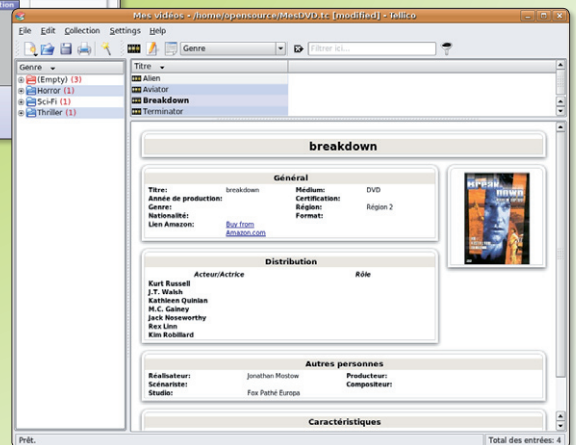 tion
Mes vidéos - /home/opensource/MesDVD.tc [modified] - Tellico
File Edit Collection Settings Help
Genre
Filtrer ici...
Genre
(Empty) (3)
Horror (1)
Sci-Fi (1)
Thriller (1)
Titre
Alien
Aviator
Breakdown
Terminator
breakdown
Général
Titre: breakdown Médium: DVD
Année de production: Certification:
Genre: Région: Région 2
Nationalité: Format:
Lien Amazon: Buy from
Amazon.com
BREAKDOWN
Distribution
Acteur/Actrice Rôle
Kurt Russell
J.T. Walsh
Kathleen Quinlan
M.C. Gainey
Jack Noseworthy
Rex Linn
Kim Robillard
Autres personnes
Réalisateur: Jonathan Mostow Producteur:
Scénariste: Compositeur:
Studio: Fox Pathé Europa
Caractéristiques
Prêt.
Total des entrées: 4